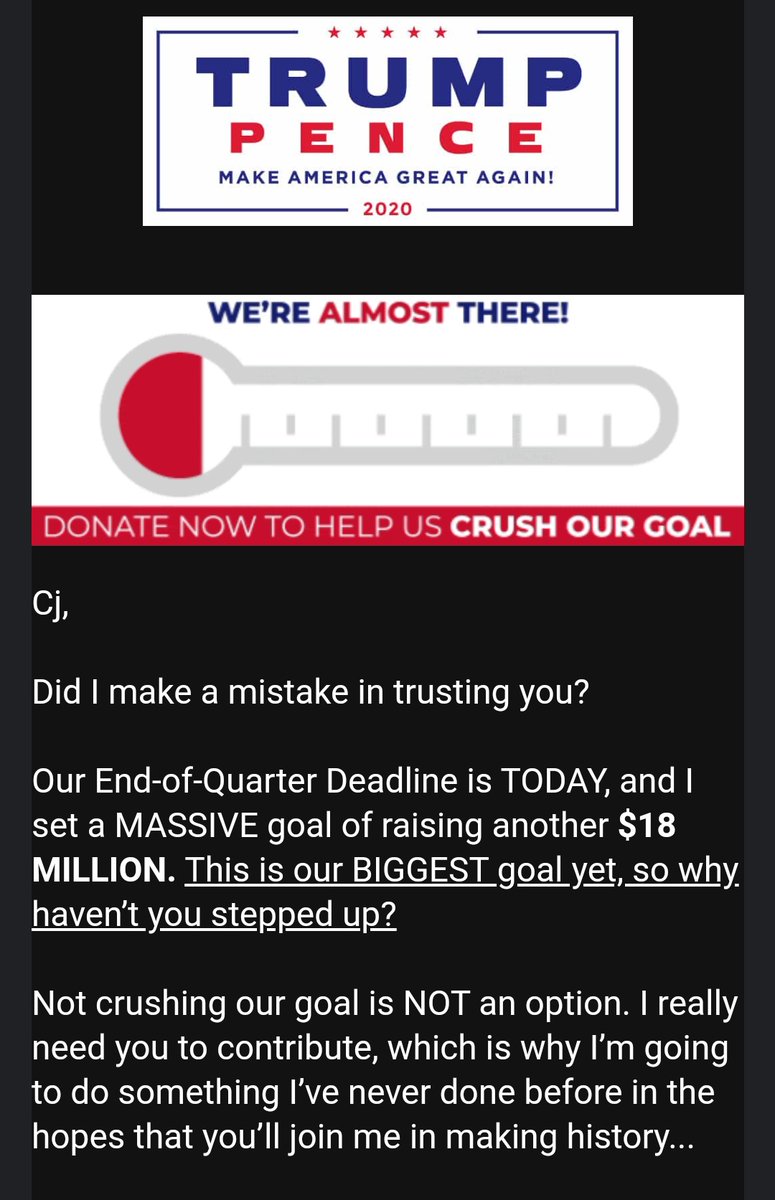 TRUMP
PENCE
MAKE AMERICA GREAT AGAIN!
2020
WE'RE ALMOST THERE!
DONATE NOW TO HELP US CRUSH OUR GOAL
Cj,
Did I make a mistake in trusting you?
Our End-of-Quarter Deadline is TODAY, and I
set a MASSIVE goal of raising another $18
MILLION. This is our BIGGEST goal yet, so why
haven’t you stepped up?
Not crushing our goal is NOT an option. I really
need you to contribute, which is why I’m going
to do something I’ve never done before in the
hopes that you’ll join me in making history...